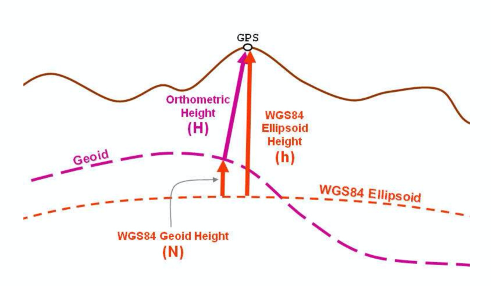 GPS
Orthometric
Height
(H)
WGS84
Ellipsoid
Height
(h)
Geoid
WGS84 Ellipsoid
WGS84 Geoid Height
(N)